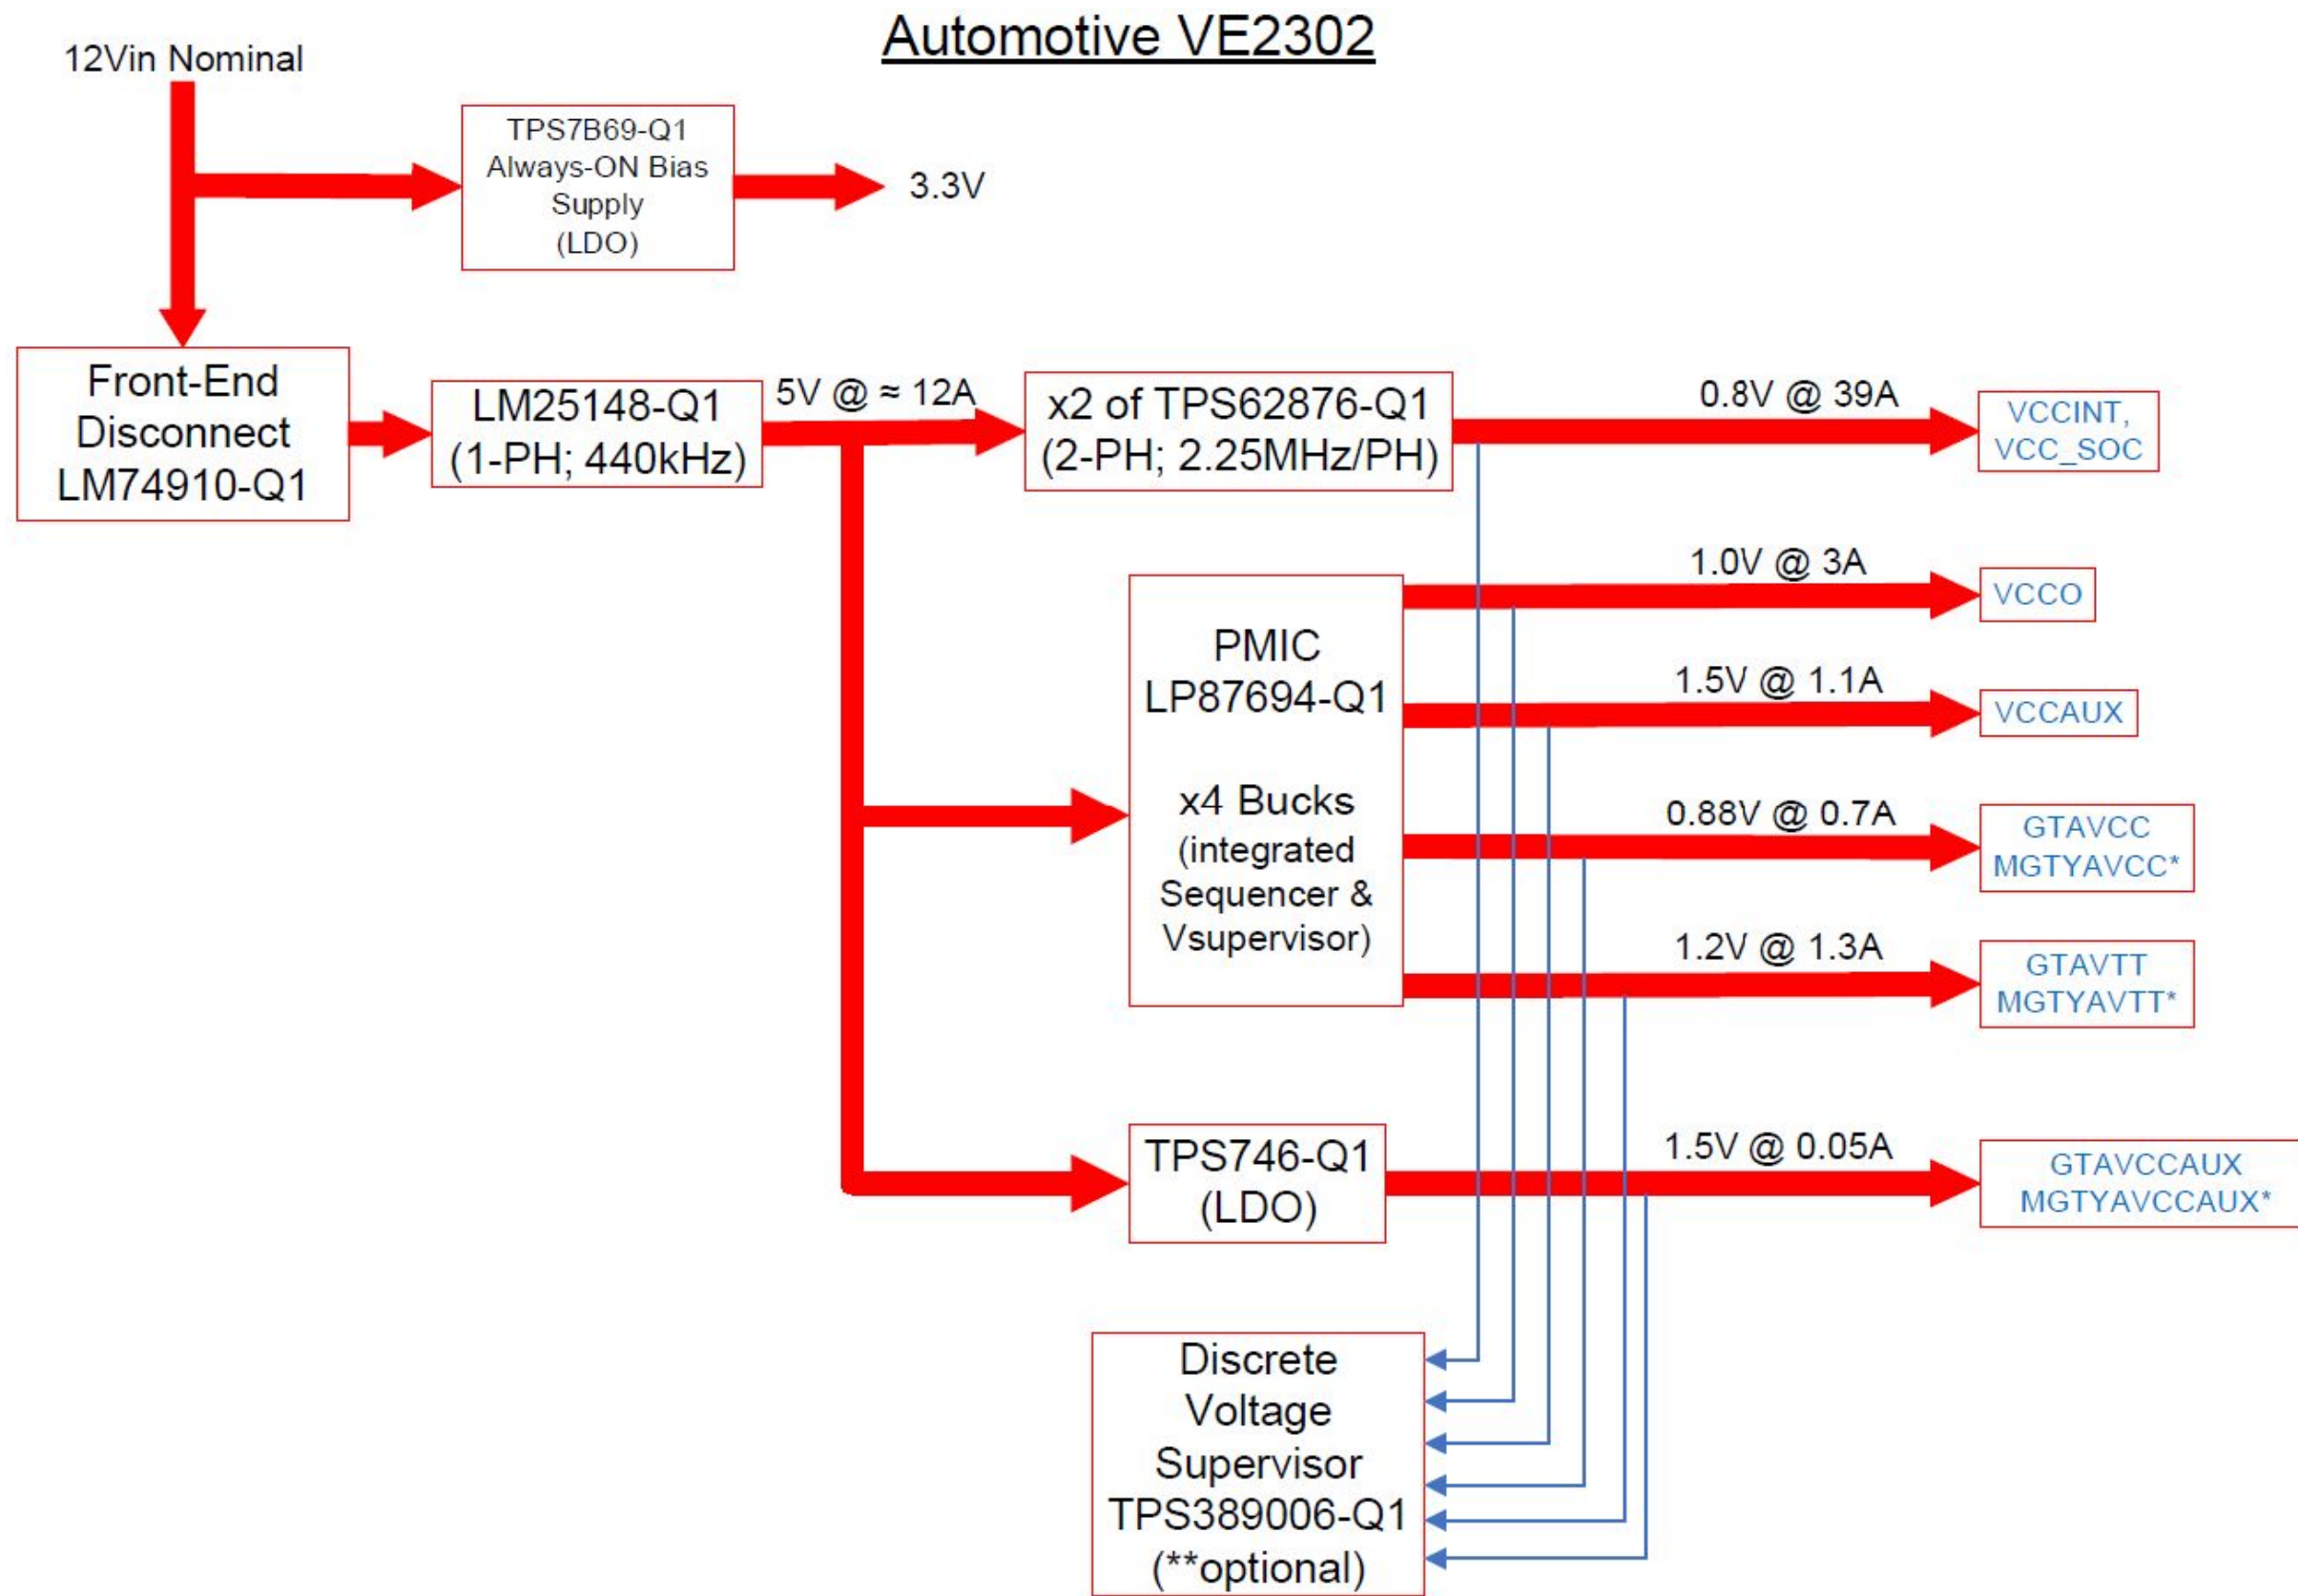 Automotive VE2302
12Vin Nominal
TPS7B69-Q1
Always-ON Bias
Supply
(LDO)
3.3V
Front-End
Disconnect
LM74910-Q1
LM25148-Q1
(1-PH; 440kHz)
5V @ ≈ 12A
x2 of TPS62876-Q1
(2-PH; 2.25MHz/PH)
0.8V @ 39A
VCCINT,
VCC_SOC
PMIC
LP87694-Q1
x4 Bucks
(integrated
Sequencer &
Vsupervisor)
1.0V @ 3A
VCCO
1.5V @ 1.1A
VCCAUX
0.88V @ 0.7A
GTAVCC
MGTYAVCC*
1.2V @ 1.3A
GTAVTT
MGTYAVTT*
TPS746-Q1
(LDO)
1.5V @ 0.05A
GTAVCCAUX
MGTYAVCCAUX*
Discrete
Voltage
Supervisor
TPS389006-Q1
(**optional)